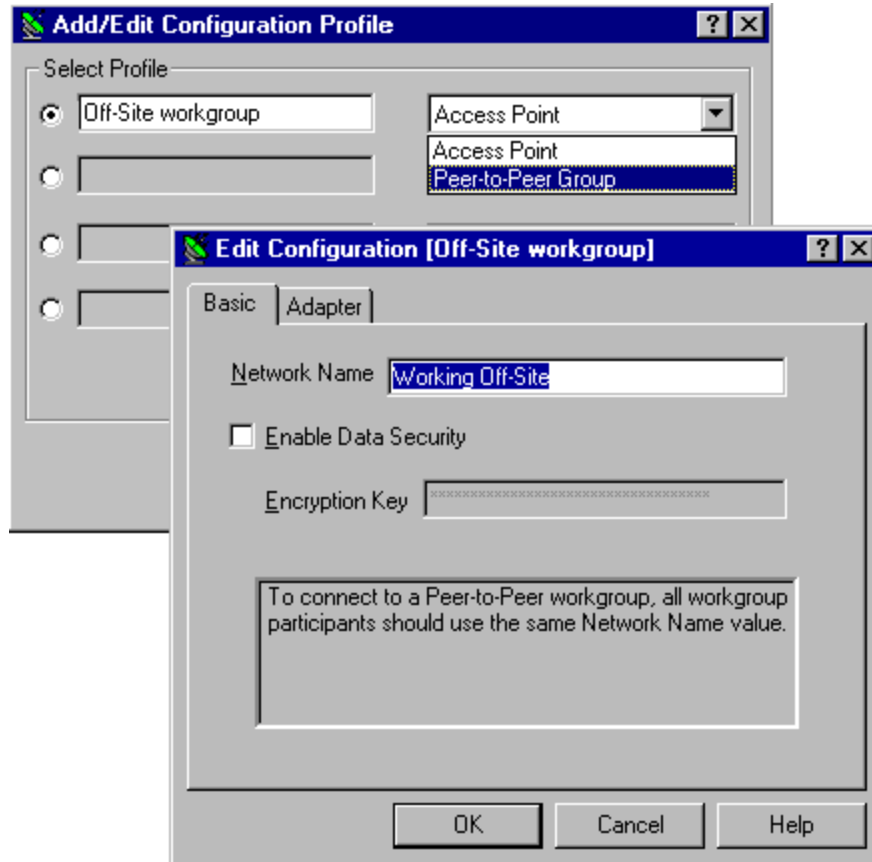 Add/Edit Configuration Profile
Select Profile
Off-Site workgroup
Access Point
Access Point
Peer-to-Peer Group
Edit Configuration [Off-Site workgroup]
Basic
Adapter
Network Name
Working Off-Site
Enable Data Security
Encryption Key
To connect to a Peer-to-Peer workgroup, all workgroup
participants should use the same Network Name value.
OK
Cancel
Help